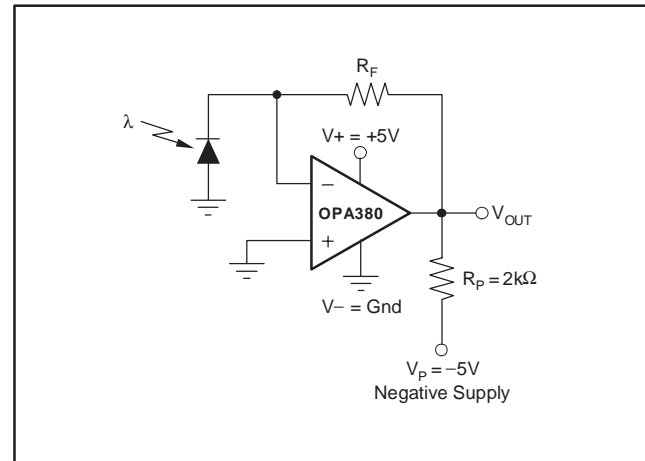 R_F
λ
V+ = +5V
−
OPA380
+
V_OUT
R_P = 2kΩ
V− = Gnd
V_P = −5V
Negative Supply